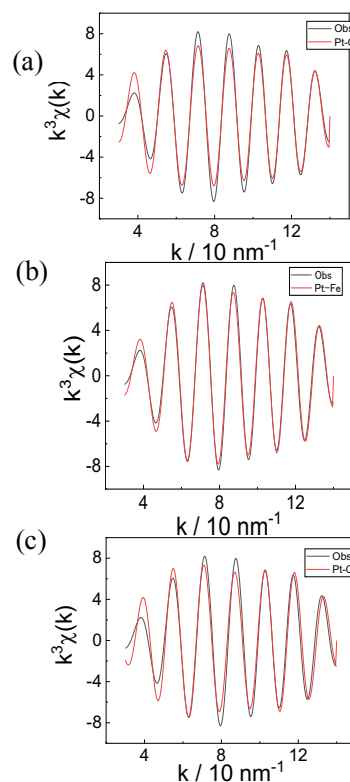 (a)
Obs
Pt-O
k³χ(k)
8
4
0
-4
-8
4
8
12
k / 10 nm⁻¹
(b)
Obs
Pt-Fe
k³χ(k)
8
4
0
-4
-8
4
8
12
k / 10 nm⁻¹
(c)
Obs
k³χ(k)
8
4
0
-4
-8
4
8
12
k / 10 nm⁻¹